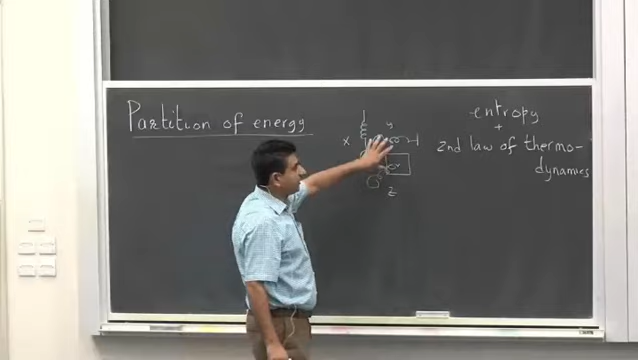 Partition of energy
x
y
z
entropy
+
2nd law of thermo-
dynamics